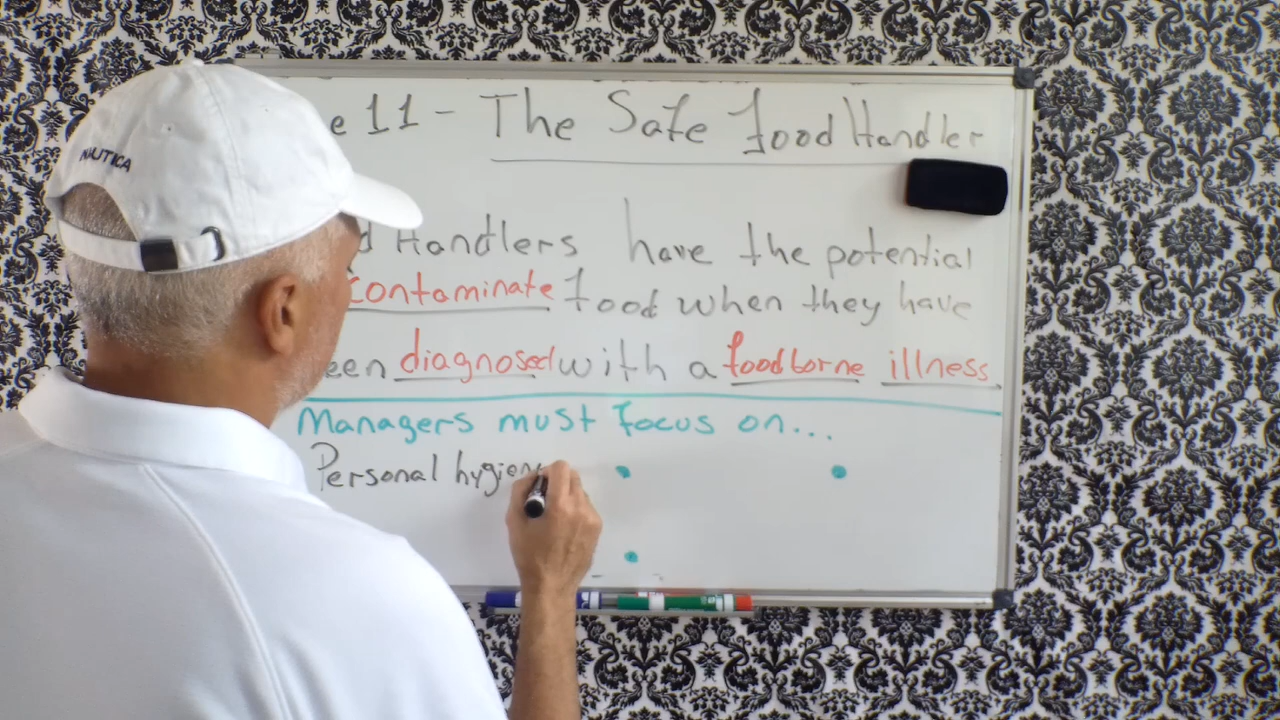 NAUTICA
e 11 - The Safe Food Handler
d Handlers have the potential
contaminate food when they have
een diagnosed with a foodborne illness
Managers must focus on...
Personal hygien